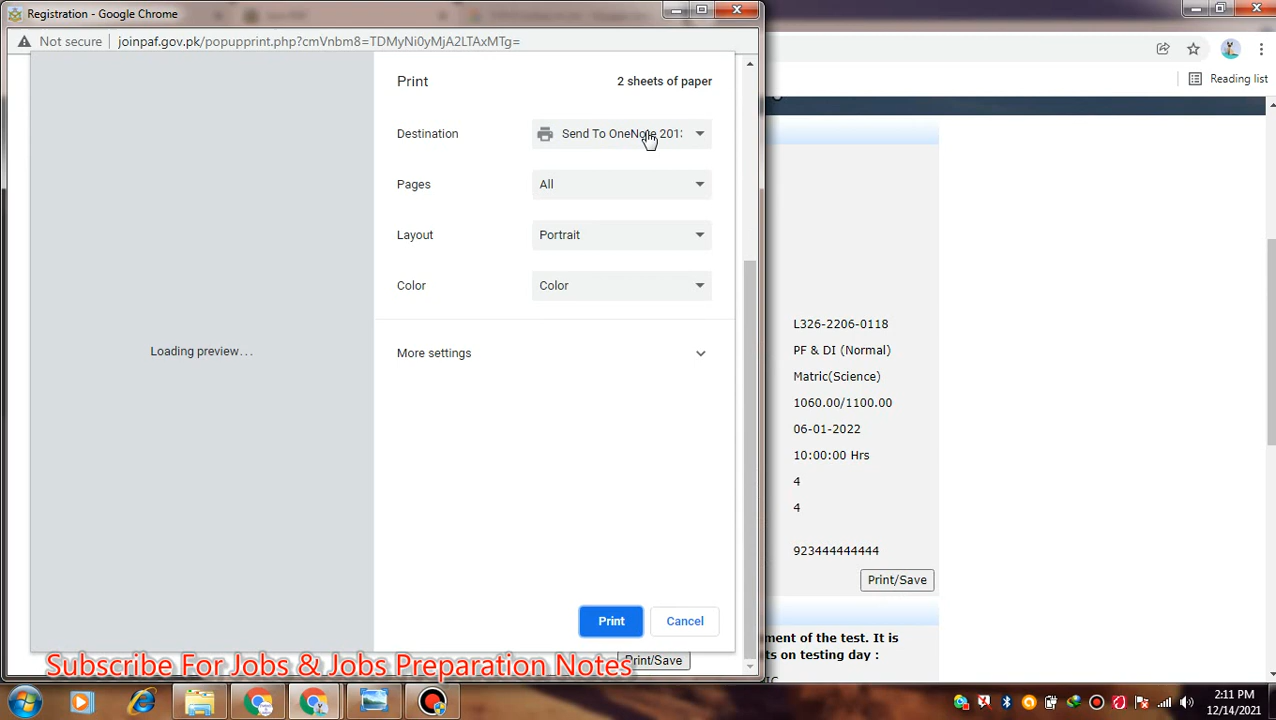 Registration - Google Chrome
Not secure
joinpaf.gov.pk/popupprint.php?cmVnbm8=TDMyNi0yMjA2LTAxMTg=
Print
2 sheets of paper
Destination
Send To OneNote 201
Pages
All
Layout
Portrait
Color
Color
More settings
Loading preview...
Print
Cancel
Print/Save
Reading list
L326-2206-0118
PF & DI (Normal)
Matric(Science)
1060.00/1100.00
06-01-2022
10:00:00 Hrs
4
4
923444444444
Print/Save
ment of the test. It is
ts on testing day :
Subscribe For Jobs & Jobs Preparation Notes
2:11 PM
12/14/2021